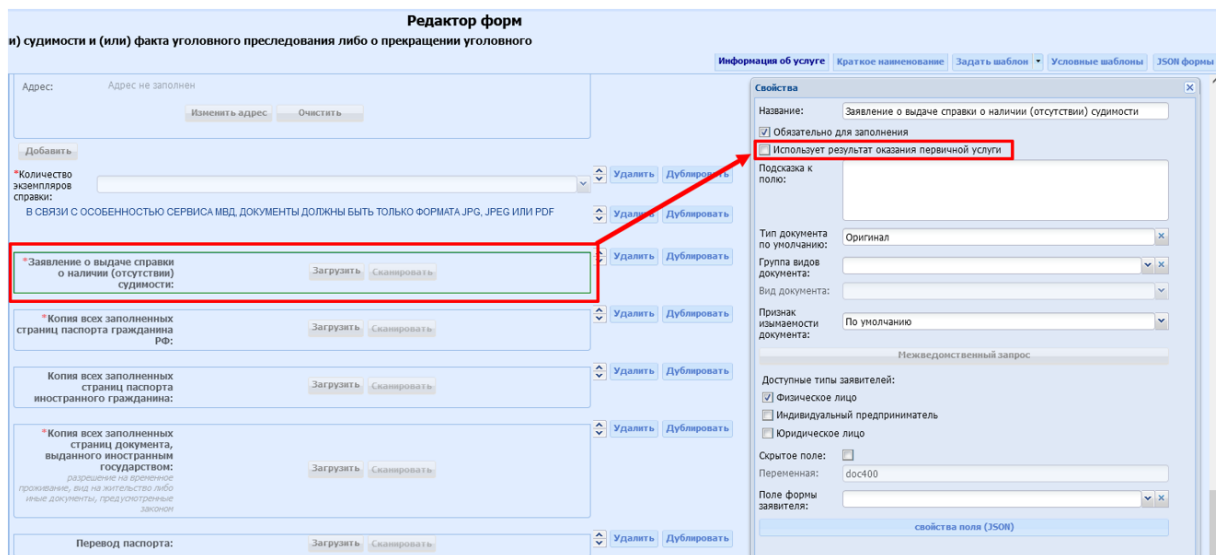 Редактор форм
и) судимости и (или) факта уголовного преследования либо о прекращении уголовного
Информация об услуге Краткое наименование Задать шаблон Условные шаблоны JSON формы
Адрес: Адрес не заполнен
Изменить адрес Очистить
Добавить
*Количество
экземпляров
справки:
Удалить Дублировать
В СВЯЗИ С ОСОБЕННОСТЬЮ СЕРВИСА МВД, ДОКУМЕНТЫ ДОЛЖНЫ БЫТЬ ТОЛЬКО ФОРМАТА JPG, JPEG ИЛИ PDF
Удалить Дублировать
*Заявление о выдаче справки
о наличии (отсутствии)
судимости:
Загрузить Сканировать
Удалить Дублировать
*Копия всех заполненных
страниц паспорта гражданина
РФ:
Загрузить Сканировать
Удалить Дублировать
Копия всех заполненных
страниц паспорта
иностранного гражданина:
Загрузить Сканировать
Удалить Дублировать
*Копия всех заполненных
страниц документа,
выданного иностранным
государством:
разрешение на временное
проживание, вид на жительство либо
иные документы, предусмотренные
законом
Загрузить Сканировать
Удалить Дублировать
Перевод паспорта:
Загрузить Сканировать
Удалить Дублировать
Свойства
Название: Заявление о выдаче справки о наличии (отсутствии) судимости
Обязательно для заполнения
Использует результат оказания первичной услуги
Подсказка к
полю:
Тип документа
по умолчанию:
Оригинал
Группа видов
документа:
Вид документа:
Признак
изымаемости
документа:
По умолчанию
Межведомственный запрос
Доступные типы заявителей:
Физическое лицо
Индивидуальный предприниматель
Юридическое лицо
Скрытое поле:
Переменная: doc400
Поле формы
заявителя:
свойства поля (JSON)